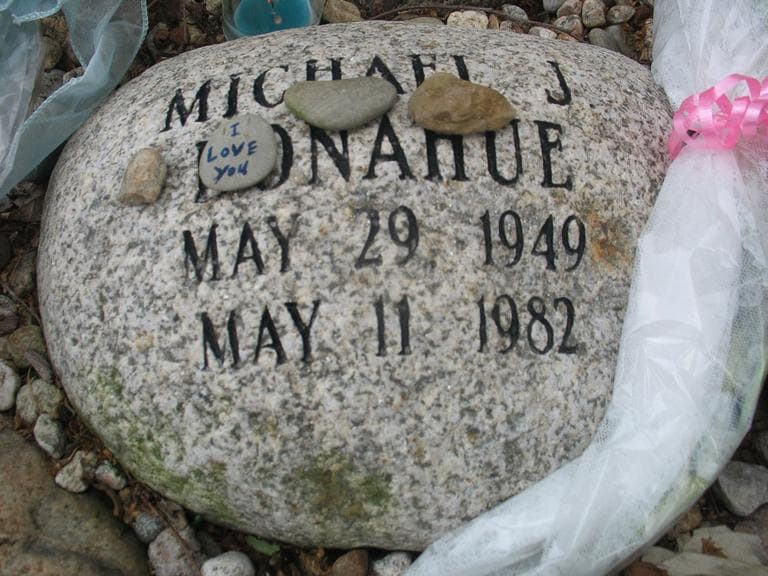 MICHAEL J
DONAHUE
I
LOVE
YOU
MAY 29 1949
MAY 11 1982